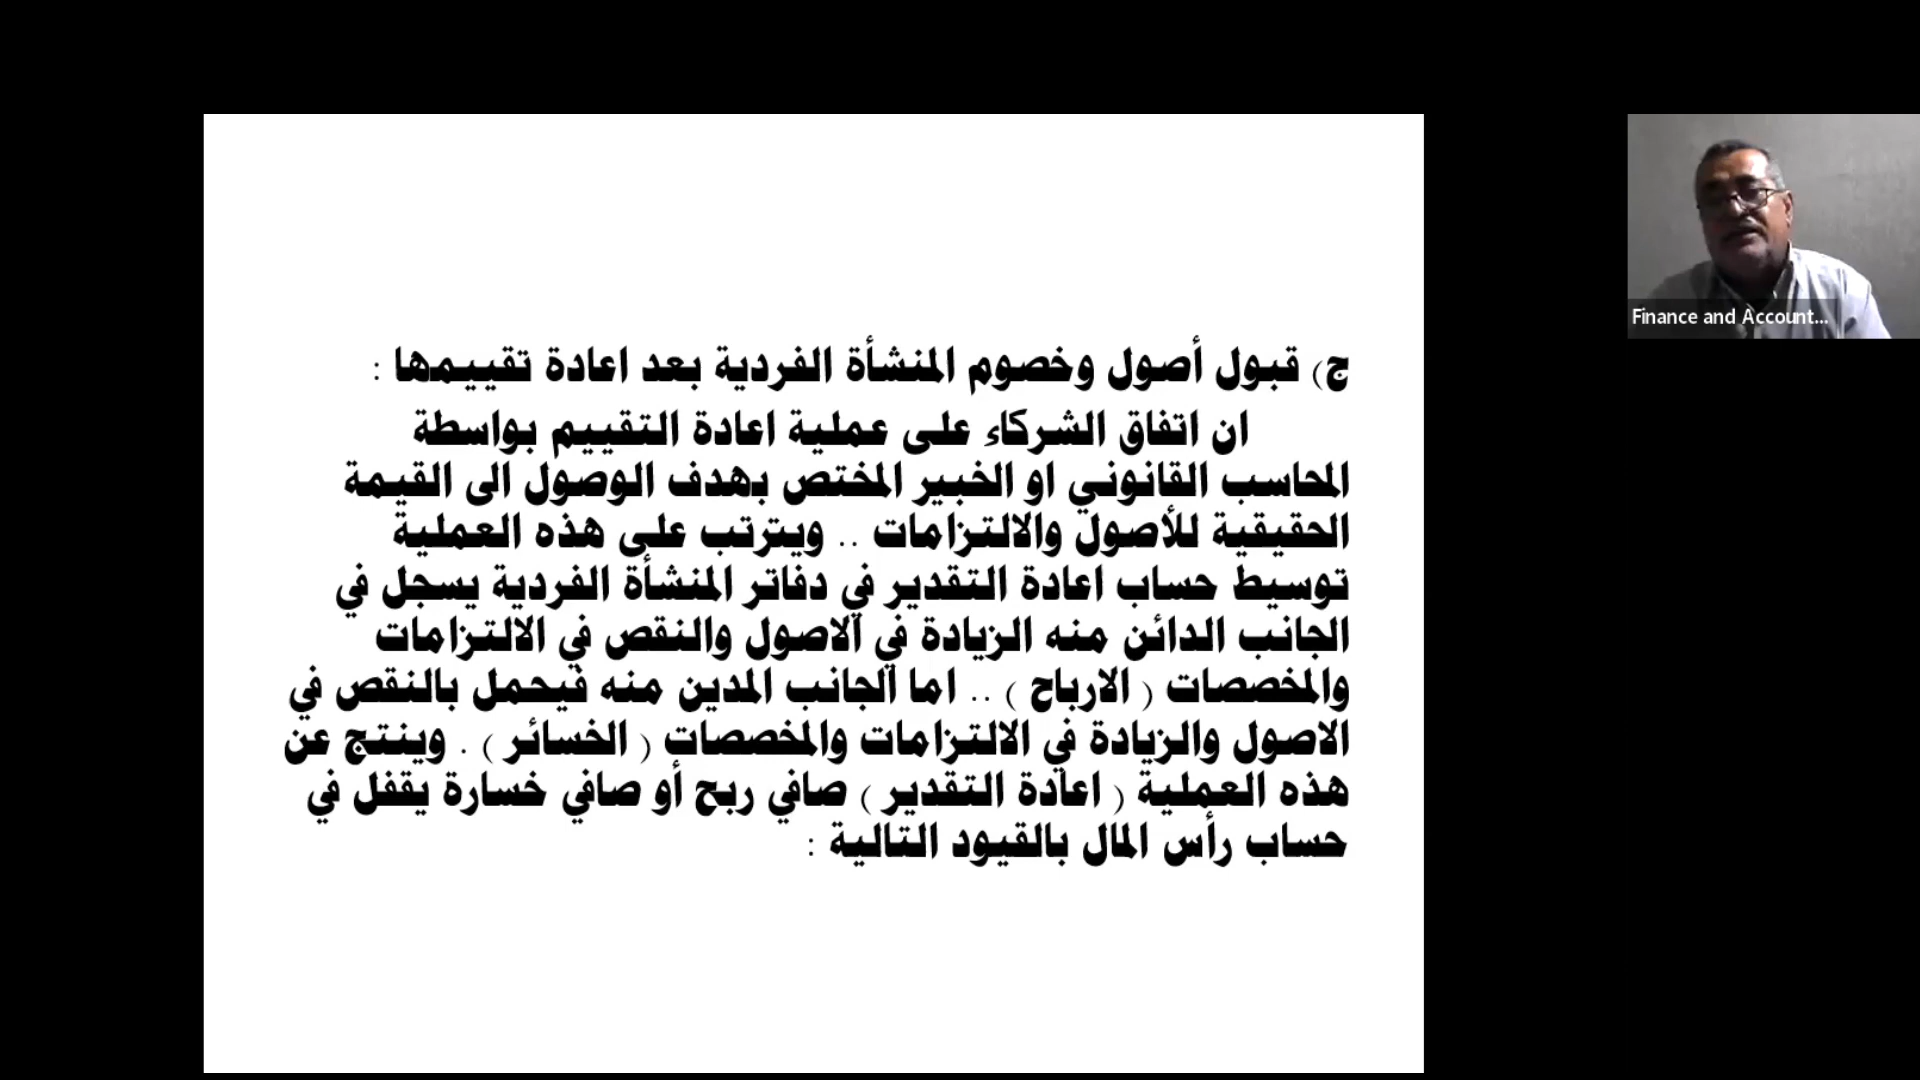 ج) قبول أصول وخصوم المنشأة الفردية بعد اعادة تقييمها :
ان اتفاق الشركاء على عملية اعادة التقييم بواسطة
المحاسب القانوني او الخبير المختص بهدف الوصول الى القيمة
الحقيقية للأصول والالتزامات .. ويترتب على هذه العملية
توسيط حساب اعادة التقدير في دفاتر المنشأة الفردية يسجل في
الجانب الدائن منه الزيادة في الاصول والنقص في الالتزامات
والمخصصات ( الارباح ) .. اما الجانب المدين منه فيحمل بالنقص في
الاصول والزيادة في الالتزامات والمخصصات ( الخسائر ) . وينتج عن
هذه العملية ( اعادة التقدير ) صافي ربح أو صافي خسارة يقفل في
حساب رأس المال بالقيود التالية :
Finance and Account...